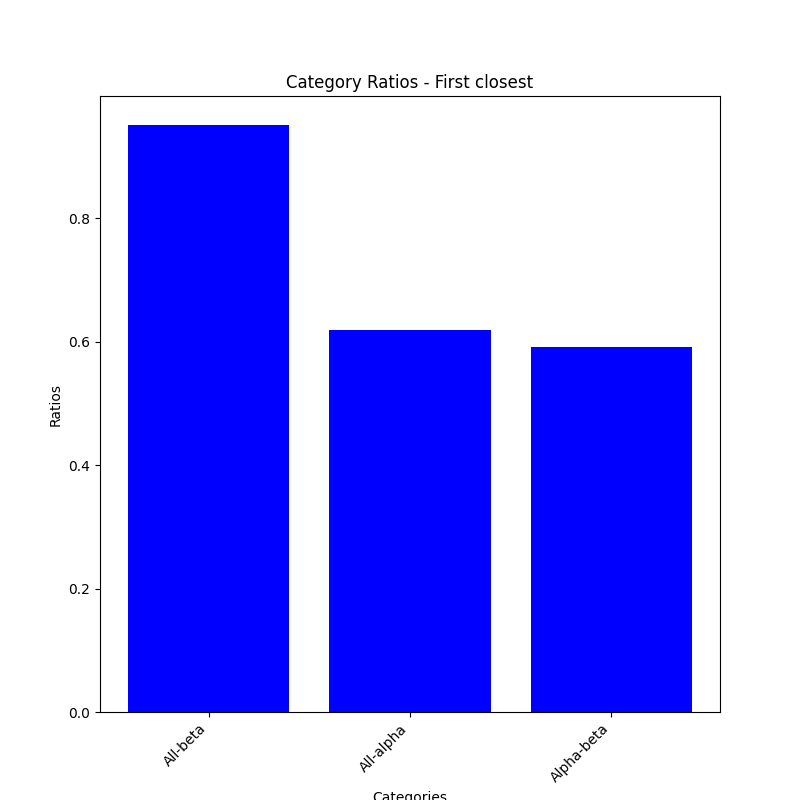 Category Ratios - First closest
0.8
0.6
0.4
0.2
0.0
Ratios
All-beta
All-alpha
Alpha-beta
Categories